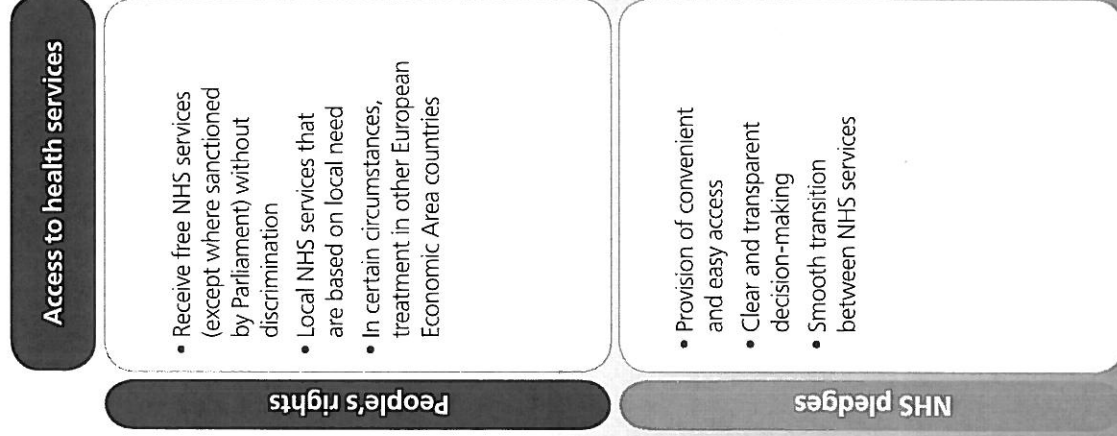 Access to health services
People's rights
• Receive free NHS services
(except where sanctioned
by Parliament) without
discrimination
• Local NHS services that
are based on local need
• In certain circumstances,
treatment in other European
Economic Area countries
NHS pledges
• Provision of convenient
and easy access
• Clear and transparent
decision-making
• Smooth transition
between NHS services